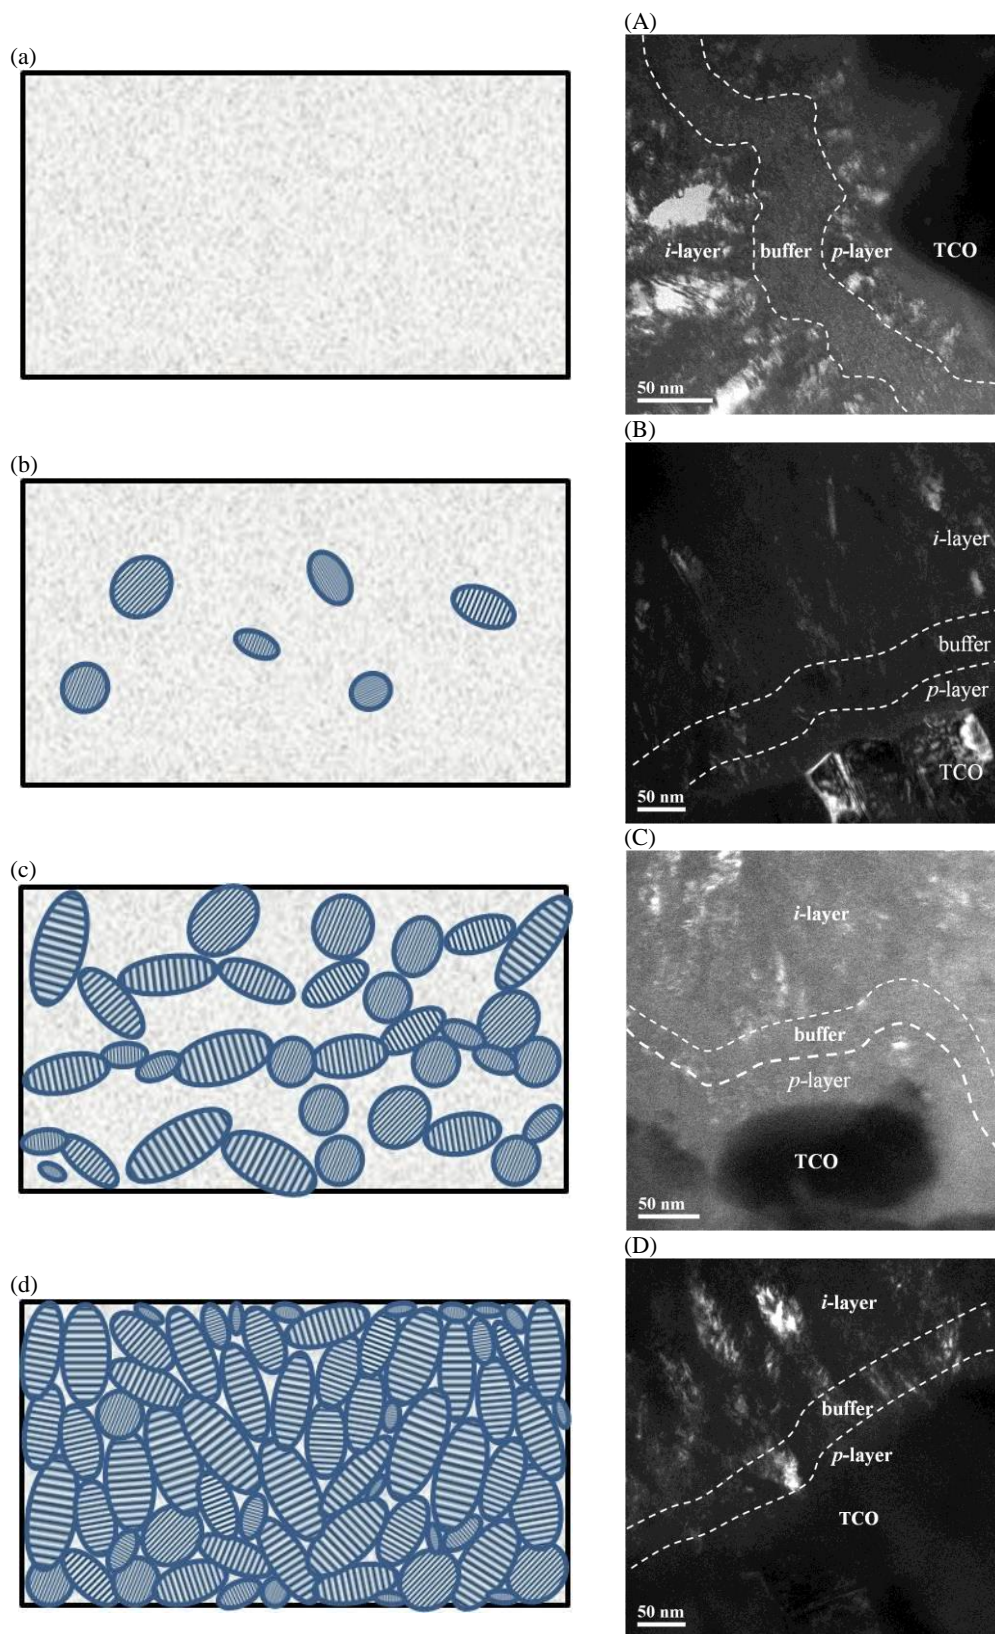 (a)
(A)
i-layer
buffer
p-layer
TCO
50 nm
(b)
(B)
i-layer
buffer
p-layer
TCO
50 nm
(c)
(C)
i-layer
buffer
p-layer
TCO
50 nm
(d)
(D)
i-layer
buffer
p-layer
TCO
50 nm